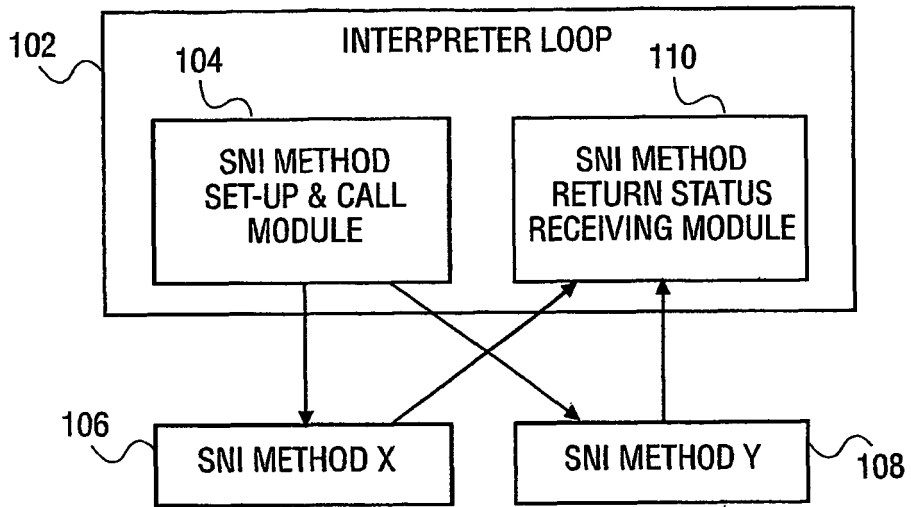 102
INTERPRETER LOOP
104
110
SNI METHOD
SET-UP & CALL
MODULE
SNI METHOD
RETURN STATUS
RECEIVING MODULE
106
SNI METHOD X
SNI METHOD Y
108